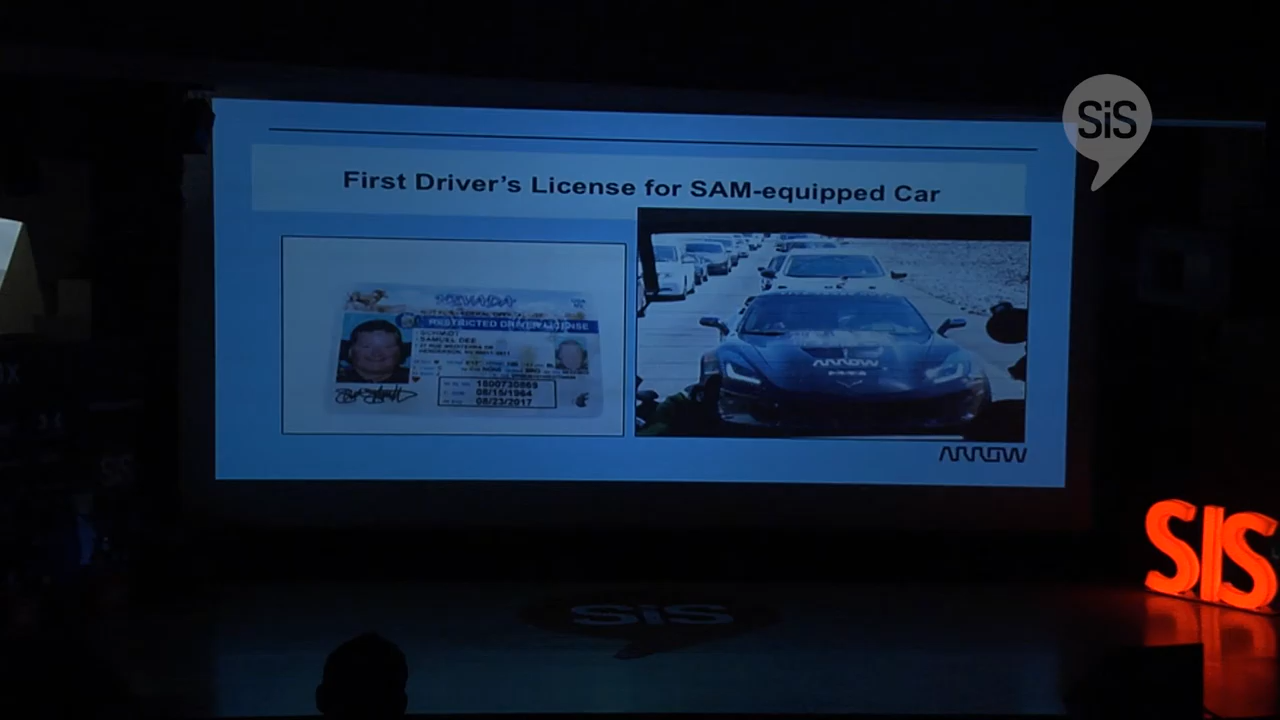 SiS
First Driver's License for SAM-equipped Car
NEVADA
RESTRICTED DRIVER LICENSE
SCHMIDT
SAMUEL DEE
1800730869
08/15/1964
08/23/2017
ARROW
ARROW
SIS
SiS